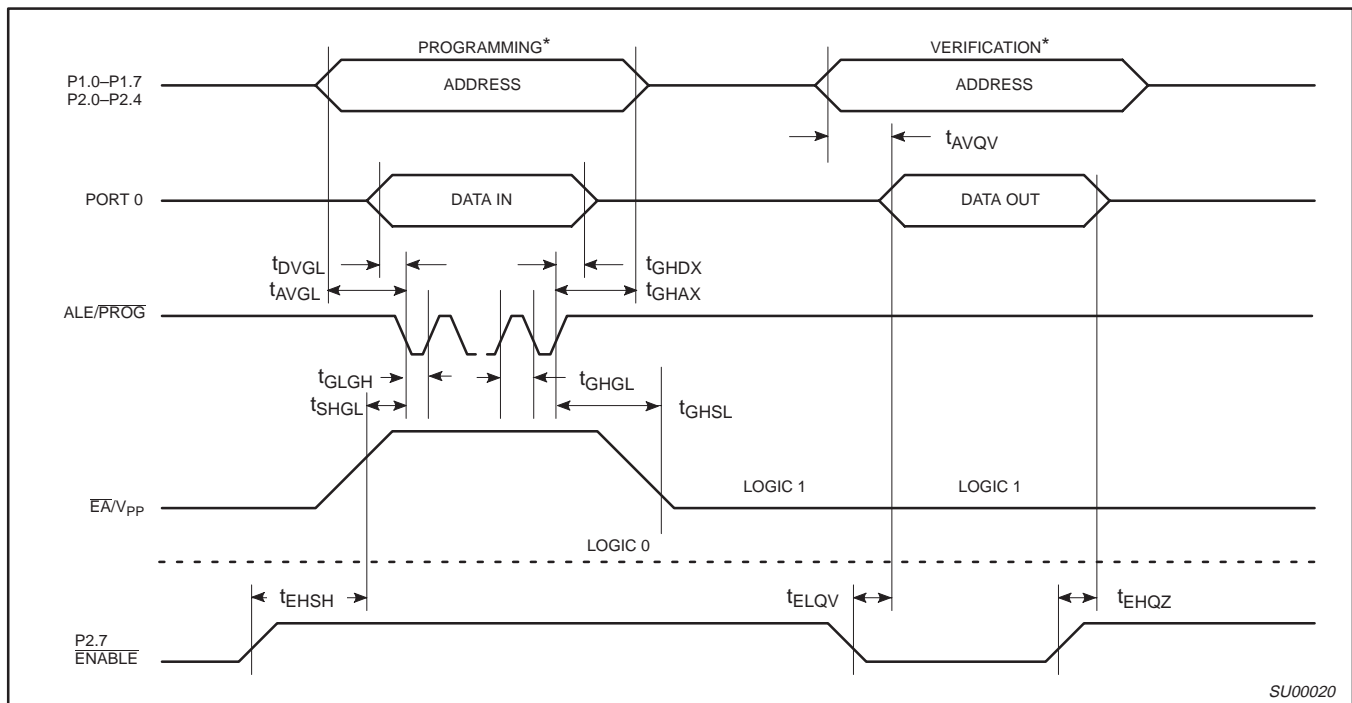 PROGRAMMING*
VERIFICATION*
P1.0–P1.7
P2.0–P2.4
ADDRESS
ADDRESS
tAVQV
PORT 0
DATA IN
DATA OUT
tDVGL
tGHDX
tAVGL
tGHAX
ALE/PROG
tGLGH
tGHGL
tSHGL
tGHSL
LOGIC 1
LOGIC 1
EA/VPP
LOGIC 0
tEHSH
tELQV
tEHQZ
P2.7
ENABLE
SU00020